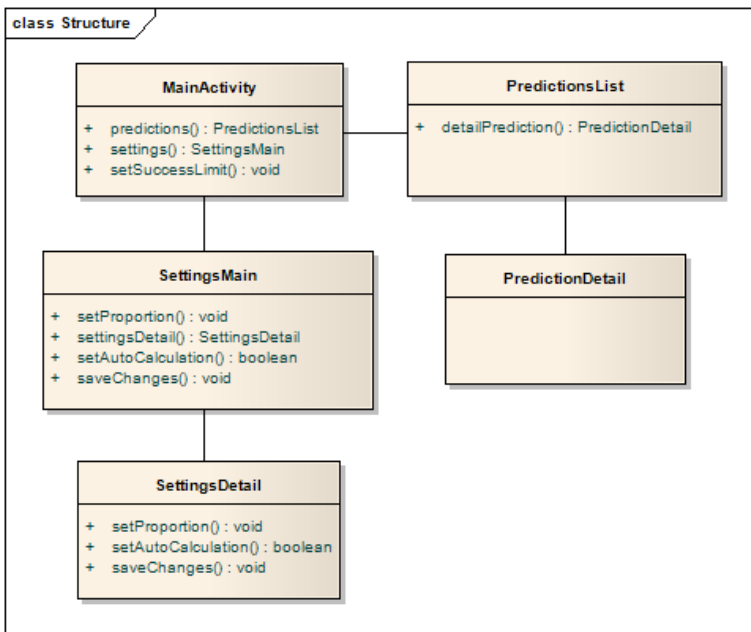 class Structure
MainActivity
+ predictions() : PredictionsList
+ settings() : SettingsMain
+ setSuccessLimit() : void
PredictionsList
+ detailPrediction() : PredictionDetail
SettingsMain
+ setProportion() : void
+ settingsDetail() : SettingsDetail
+ setAutoCalculation() : boolean
+ saveChanges() : void
PredictionDetail
SettingsDetail
+ setProportion() : void
+ setAutoCalculation() : boolean
+ saveChanges() : void